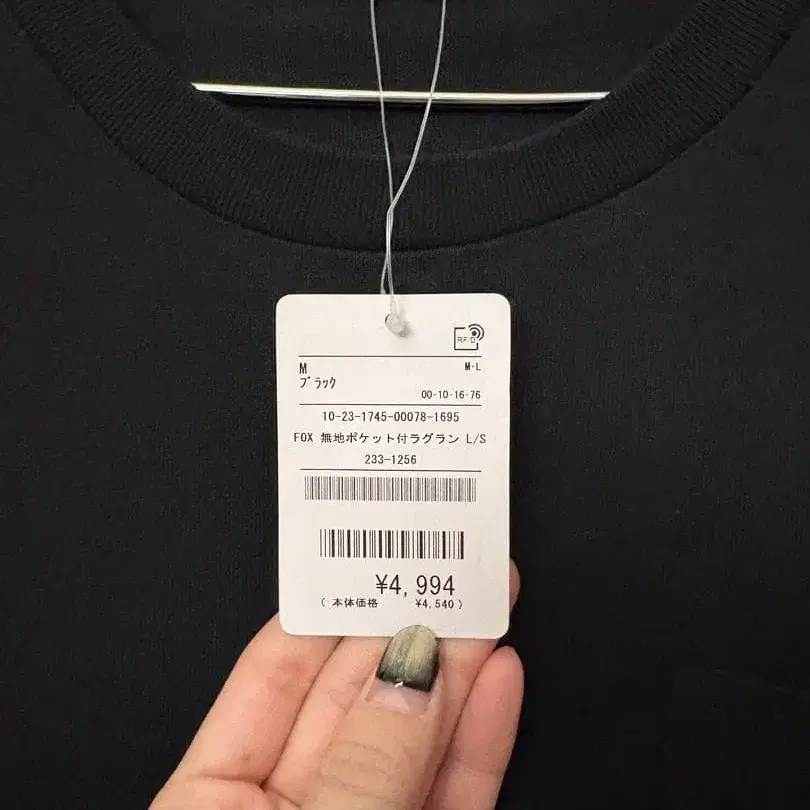 RFID
M M・L
ブラック
00-10-16-76
10-23-1745-00078-1695
FOX 無地ポケット付ラグラン L/S
233-1256
¥4,994
( 本体価格 ¥4,540 )